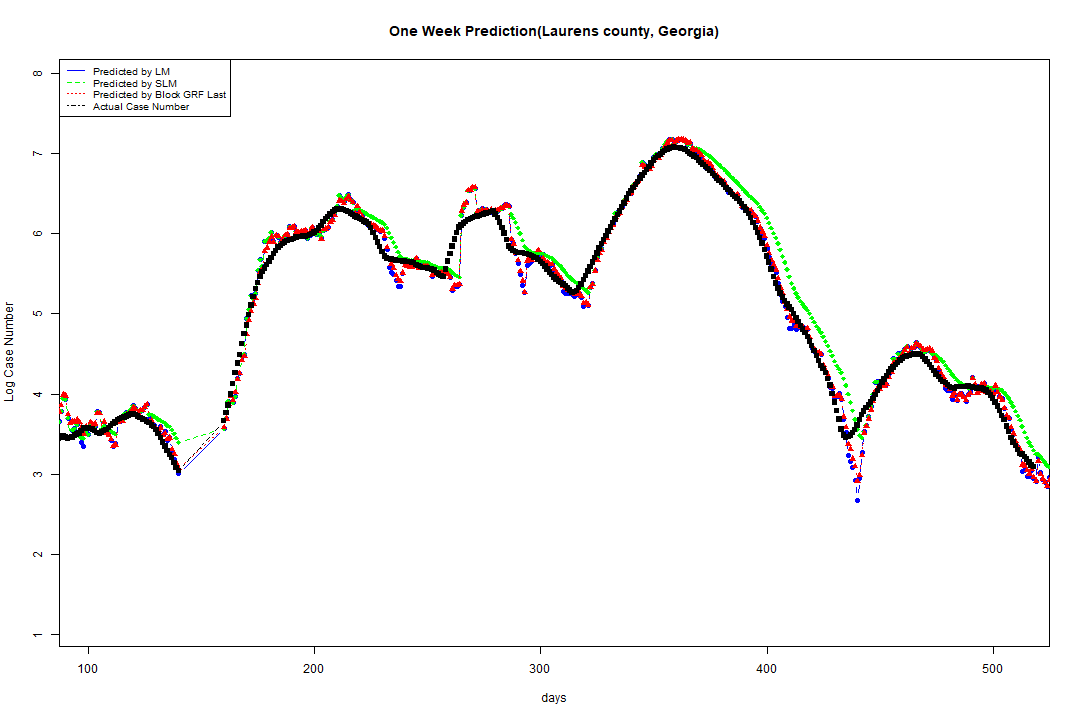 One Week Prediction(Laurens county, Georgia)
Predicted by LM
Predicted by SLM
Predicted by Block GRF Last
Actual Case Number
8
7
6
5
4
3
2
1
Log Case Number
100 200 300 400 500
days